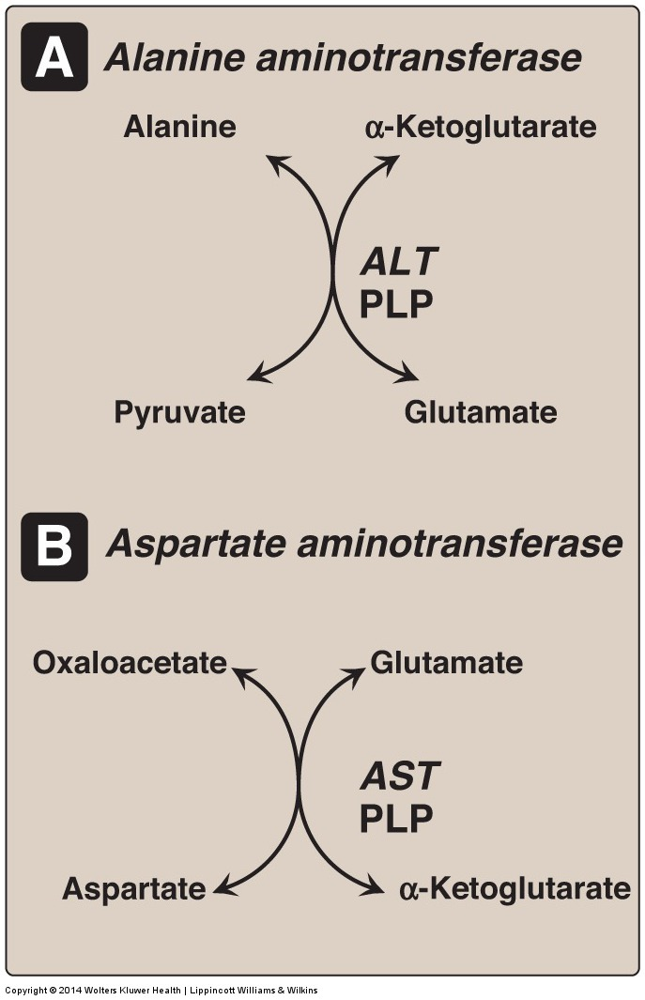 A Alanine aminotransferase
Alanine α-Ketoglutarate
ALT
PLP
Pyruvate Glutamate
B Aspartate aminotransferase
Oxaloacetate Glutamate
AST
PLP
Aspartate α-Ketoglutarate
Copyright © 2014 Wolters Kluwer Health | Lippincott Williams & Wilkins